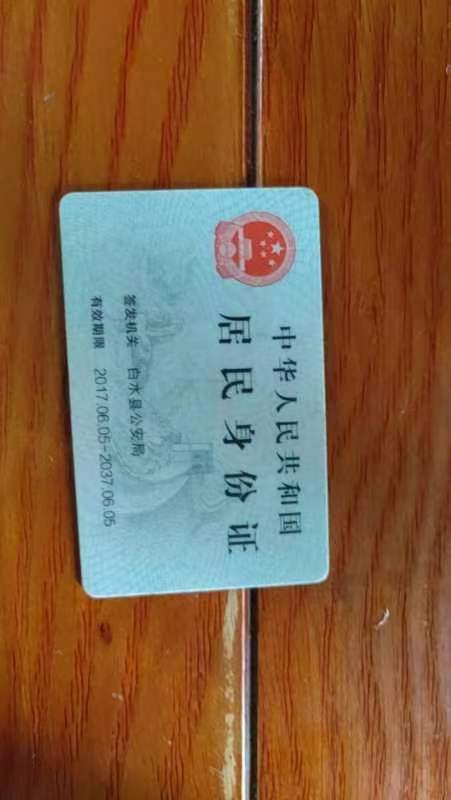 中华人民共和国
居民身份证
签发机关 白水县公安局
有效期限 2017.06.05-2037.06.05